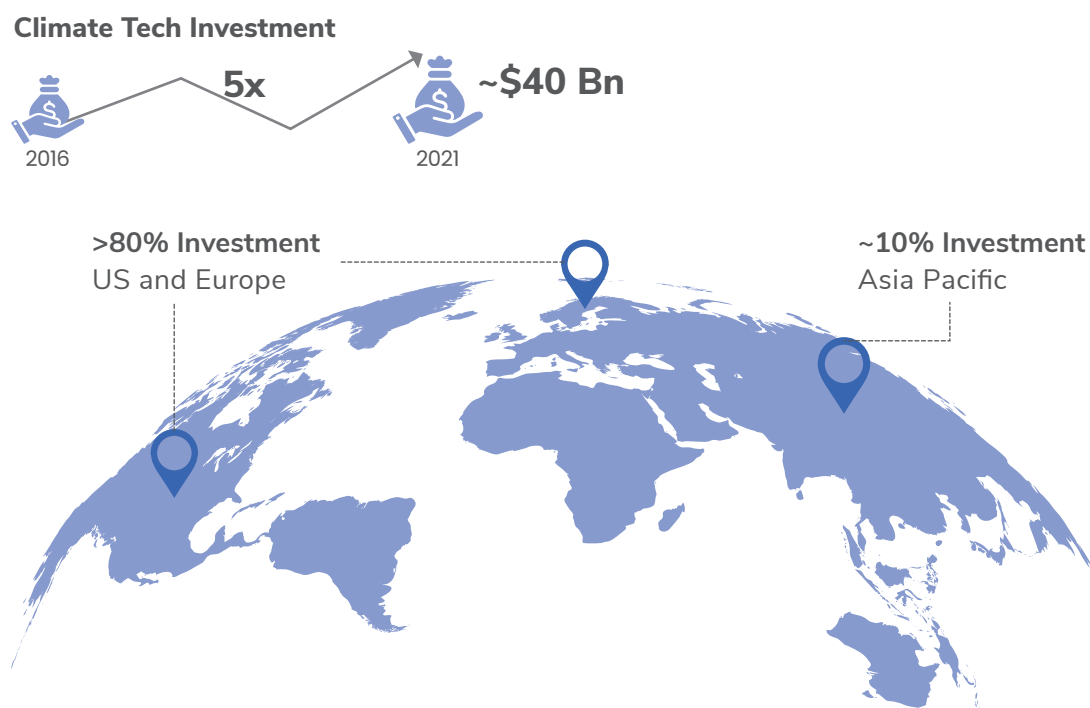 Climate Tech Investment
5x
~$40 Bn
$
$
2016
2021
>80% Investment
US and Europe
~10% Investment
Asia Pacific